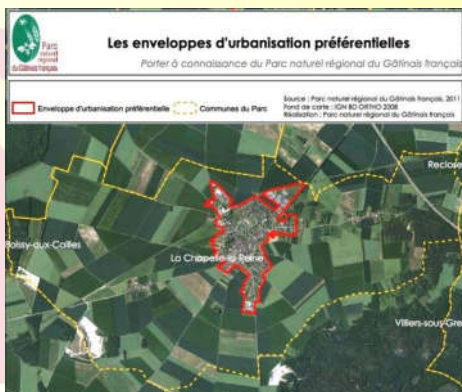 Parc
naturel
régional
du Gâtinais français
Les enveloppes d'urbanisation préférentielles
Porter à connaissance du Parc naturel régional du Gâtinais français
Enveloppe d'urbanisation préférentielle
Communes du Parc
Source : Parc naturel régional du Gâtinais français, 2011
Fond de carte : IGN BD ORTHO 2008
Réalisation : Parc naturel régional du Gâtinais français
Reclose
Boissy-aux-Cailles
La Chapelle-la-Reine
Villiers-sous-Gre